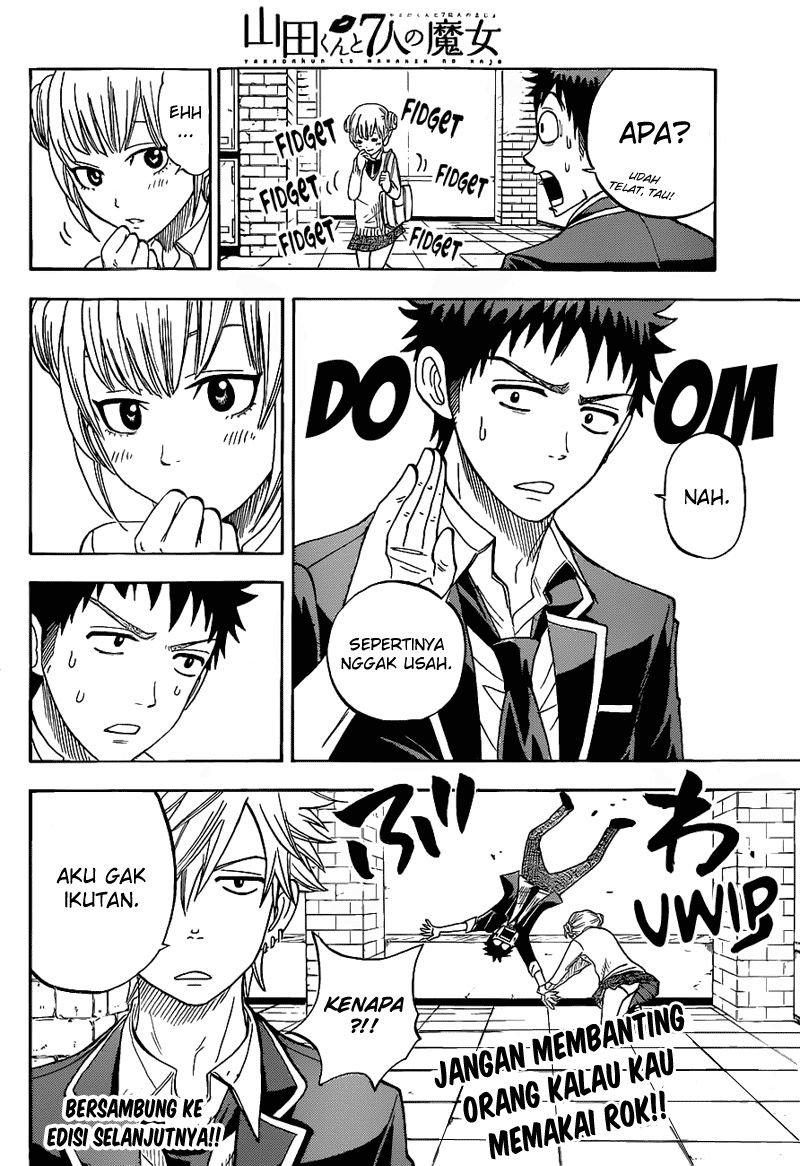 山田くんと7人の魔女
YAMADAKUN TO NANANIN NO MAJO
APA?
UDAH
TELAT, TAU!
FIDGET
FIDGET
FIDGET
FIDGET
FIDGET
FIDGET
EHH
...
DOOM
NAH.
SEPERTINYA
NGGAK USAH.
ぶわ
UWIP
KENAPA
?!!
AKU GAK
IKUTAN.
JANGAN MEMBANTING
ORANG KALAU KAU
MEMAKAI ROK!!
BERSAMBUNG KE
EDISI SELANJUTNYA!!